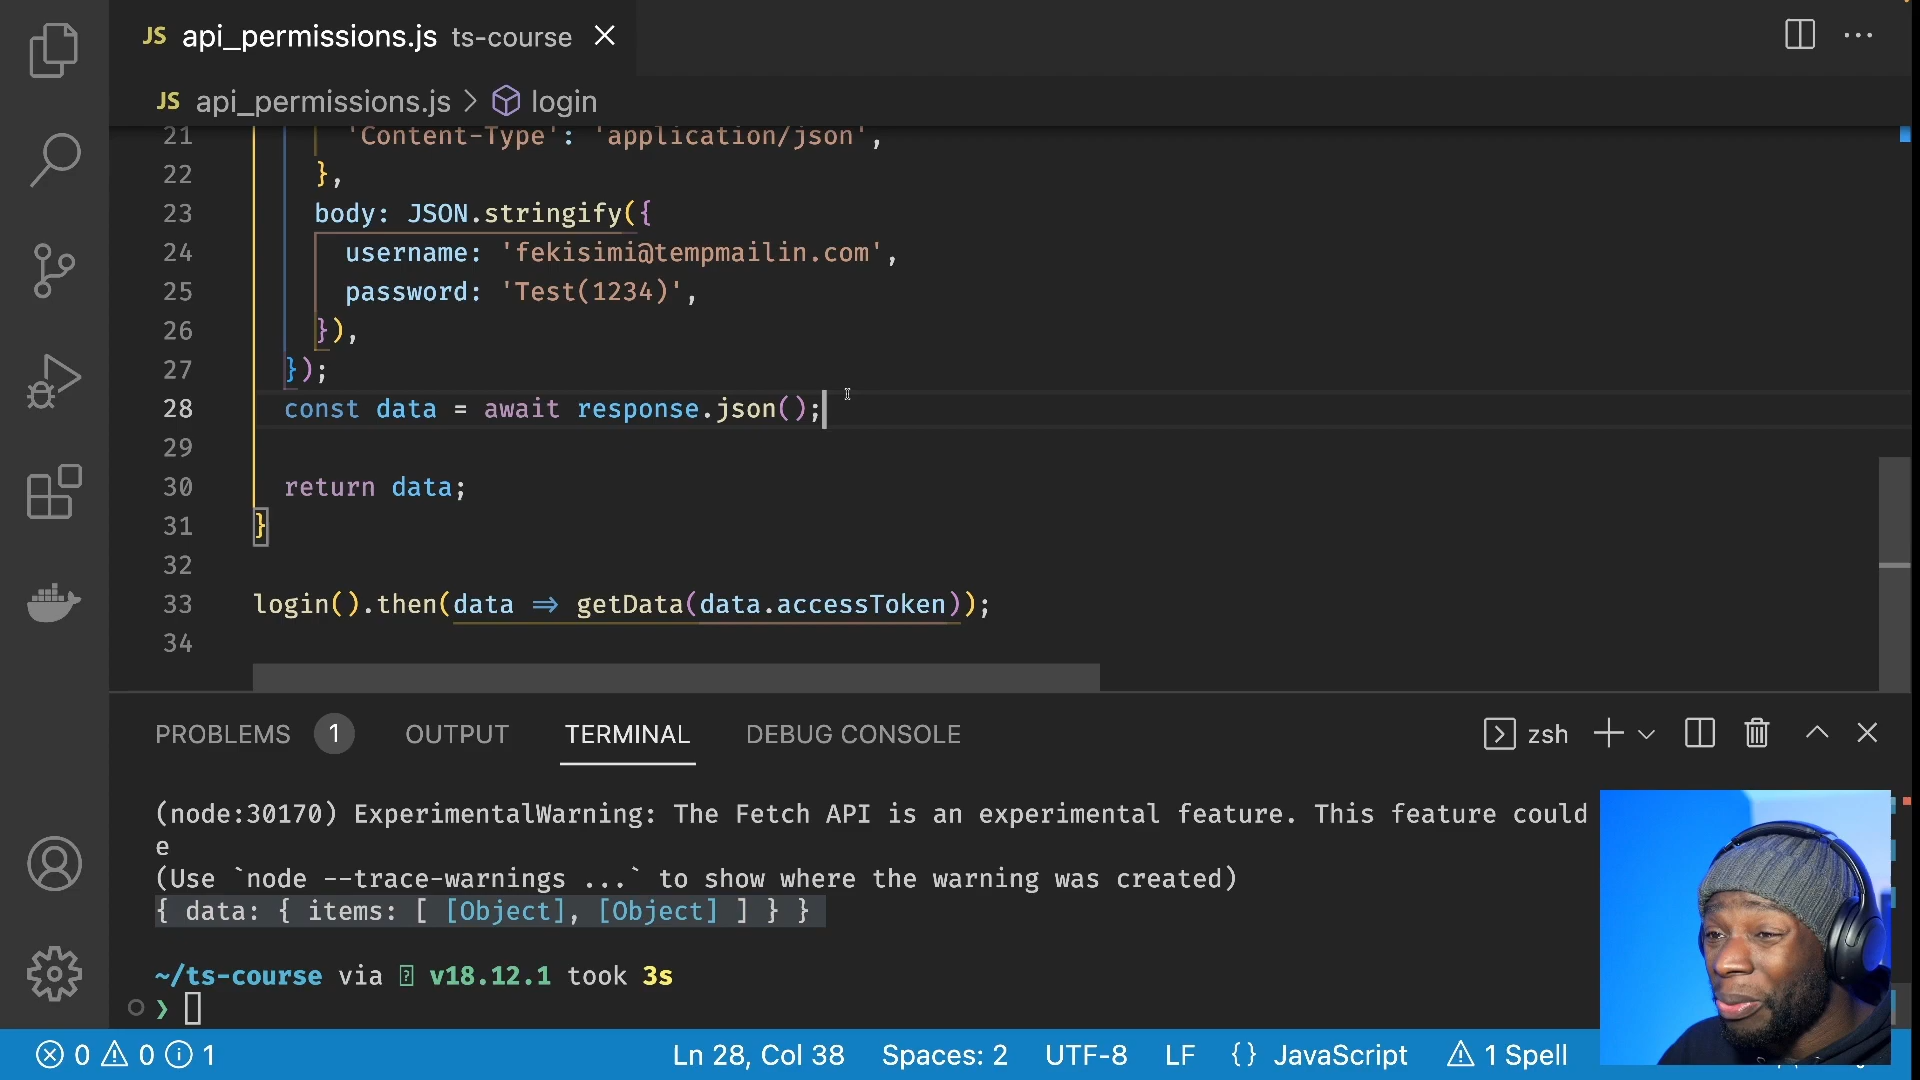 JS api_permissions.js ts-course
JS api_permissions.js > login
21 'Content-Type': 'application/json',
22 },
23 body: JSON.stringify({
24 username: 'fekisimi@tempmailin.com',
25 password: 'Test(1234)',
26 }),
27 });
28 const data = await response.json();
29
30 return data;
31 }
32
33 login().then(data => getData(data.accessToken));
34
PROBLEMS 1 OUTPUT TERMINAL DEBUG CONSOLE zsh
(node:30170) ExperimentalWarning: The Fetch API is an experimental feature. This feature could
e
(Use `node --trace-warnings ...` to show where the warning was created)
{ data: { items: [ [Object], [Object] ] } }
~/ts-course via v18.12.1 took 3s
❯
0 0 1 Ln 28, Col 38 Spaces: 2 UTF-8 LF {} JavaScript 1 Spell